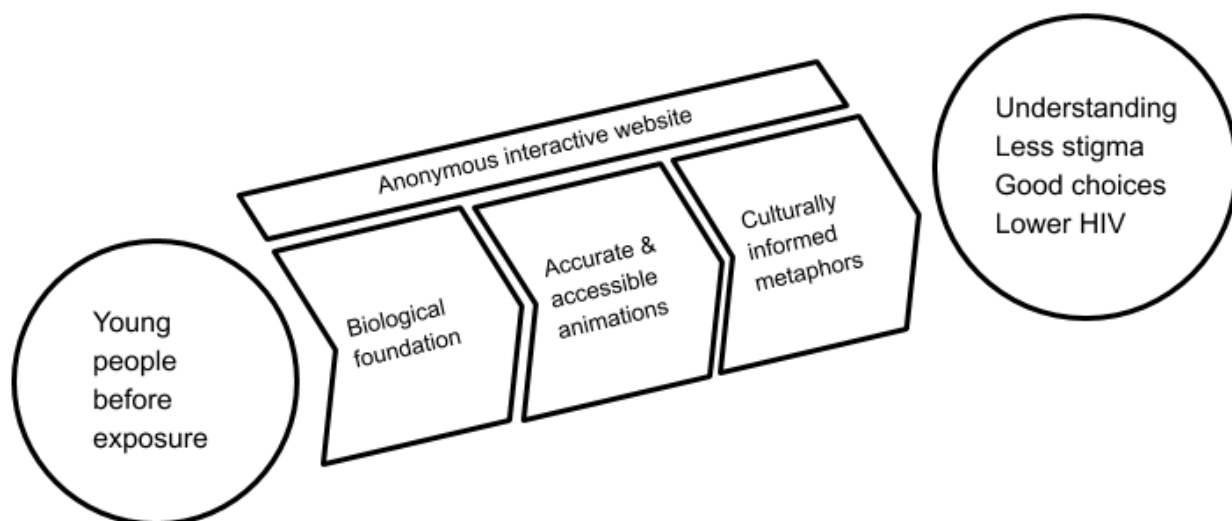 Young
people
before
exposure
Anonymous interactive website
Biological
foundation
Accurate &
accessible
animations
Culturally
informed
metaphors
Understanding
Less stigma
Good choices
Lower HIV